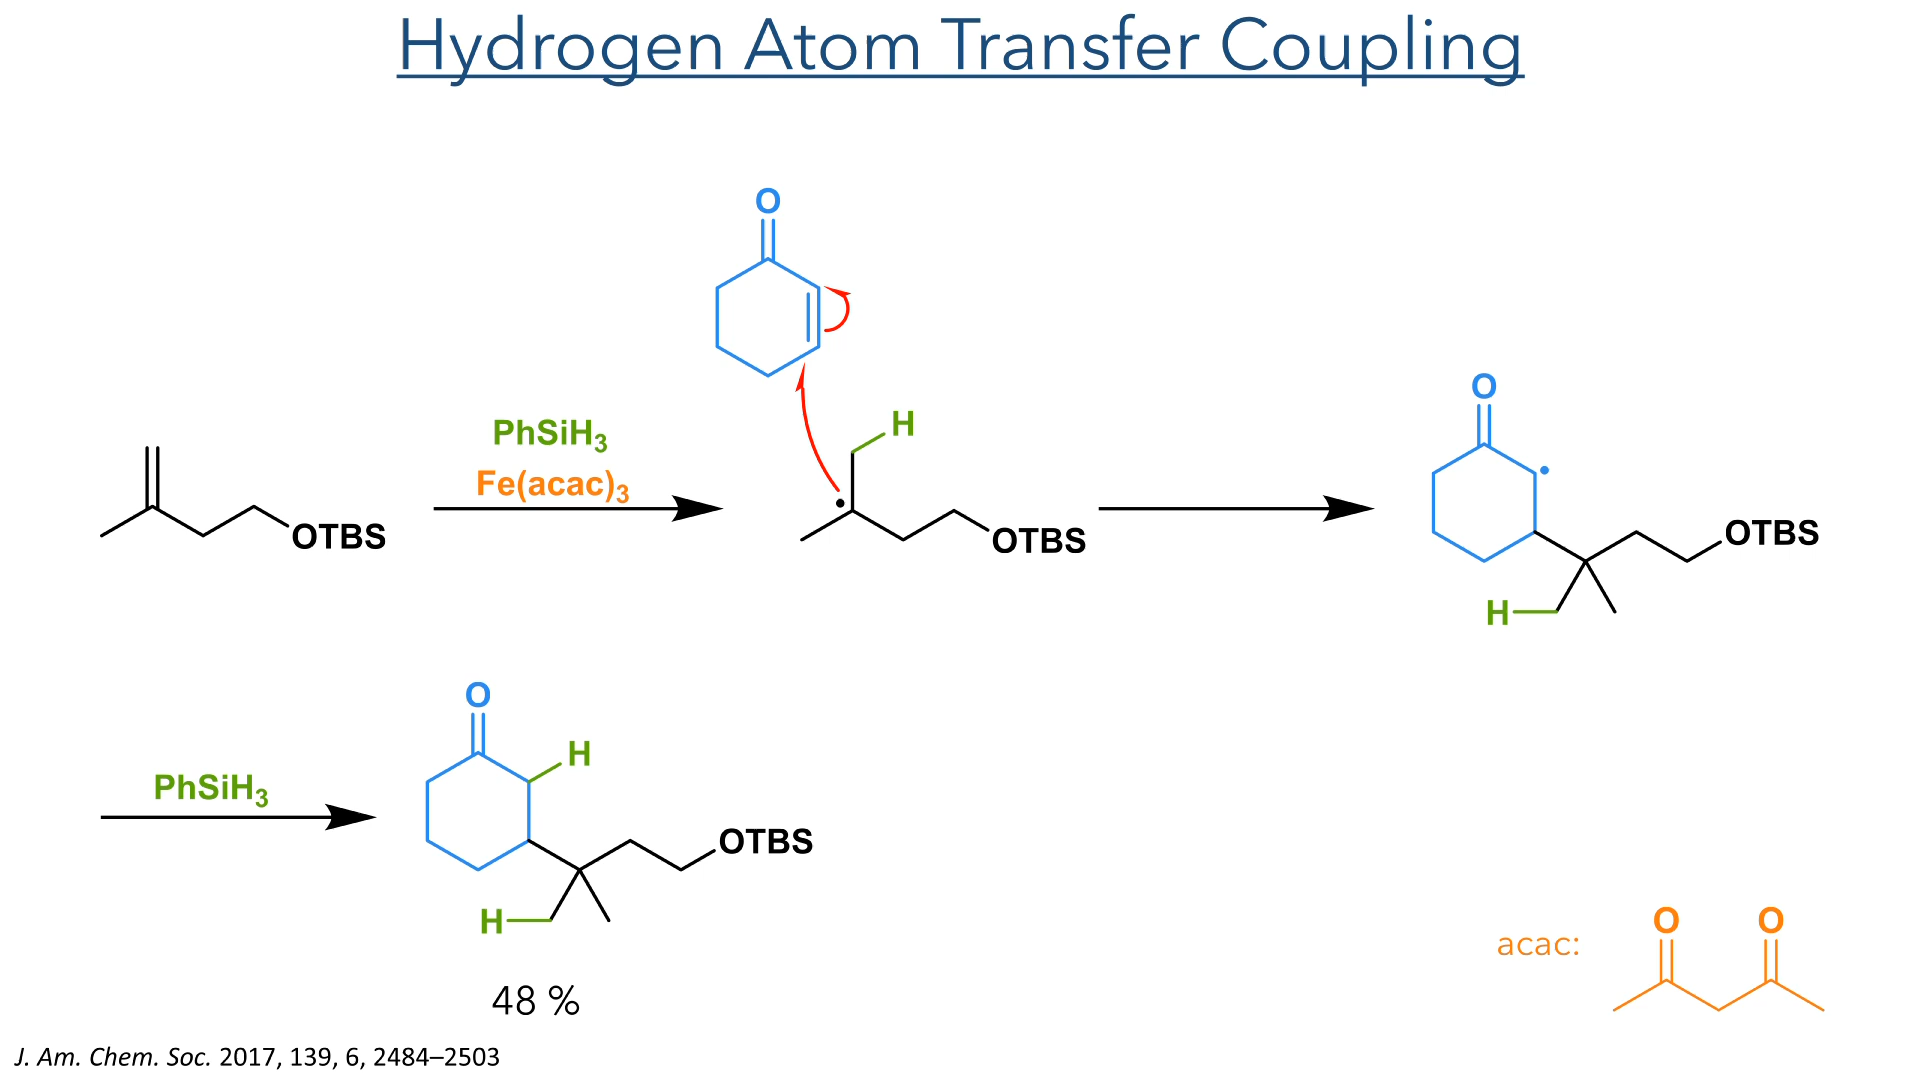 Hydrogen Atom Transfer Coupling
O
PhSiH3
Fe(acac)3
OTBS
H
OTBS
O
OTBS
H
PhSiH3
O
H
OTBS
H
48 %
acac:
O O
J. Am. Chem. Soc. 2017, 139, 6, 2484–2503